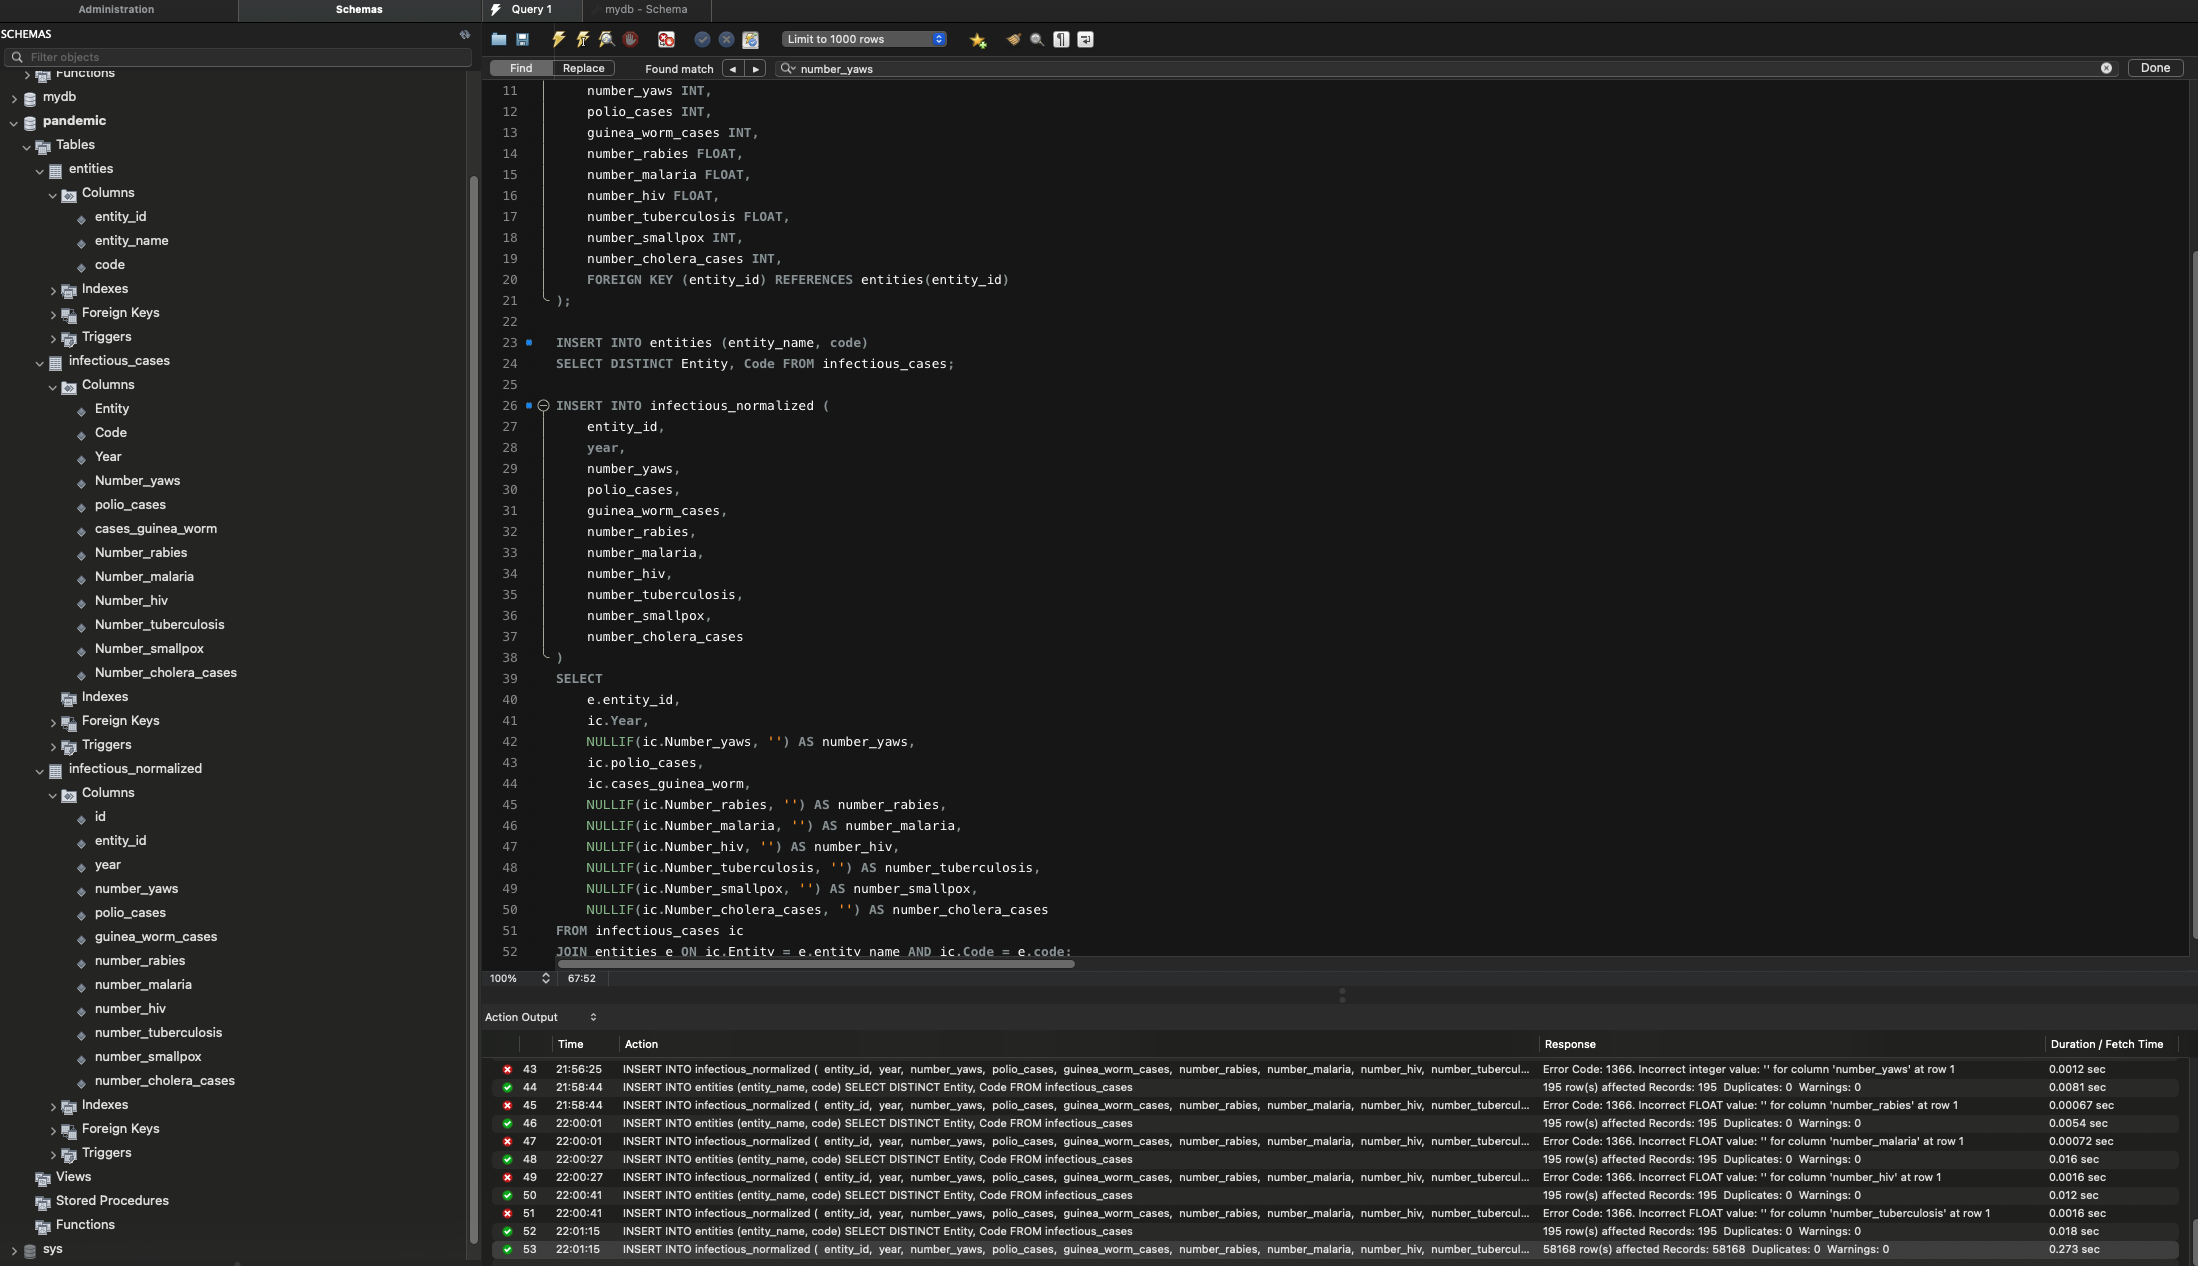 Administration
Schemas
Query 1
mydb - Schema
SCHEMAS
Filter objects
Functions
mydb
pandemic
Tables
entities
Columns
entity_id
entity_name
code
Indexes
Foreign Keys
Triggers
infectious_cases
Columns
Entity
Code
Year
Number_yaws
polio_cases
cases_guinea_worm
Number_rabies
Number_malaria
Number_hiv
Number_tuberculosis
Number_smallpox
Number_cholera_cases
Indexes
Foreign Keys
Triggers
infectious_normalized
Columns
id
entity_id
year
number_yaws
polio_cases
guinea_worm_cases
number_rabies
number_malaria
number_hiv
number_tuberculosis
number_smallpox
number_cholera_cases
Indexes
Foreign Keys
Triggers
Views
Stored Procedures
Functions
sys
Limit to 1000 rows
Find Replace Found match number_yaws Done
11 number_yaws INT,
12 polio_cases INT,
13 guinea_worm_cases INT,
14 number_rabies FLOAT,
15 number_malaria FLOAT,
16 number_hiv FLOAT,
17 number_tuberculosis FLOAT,
18 number_smallpox INT,
19 number_cholera_cases INT,
20 FOREIGN KEY (entity_id) REFERENCES entities(entity_id)
21 );
22
23 INSERT INTO entities (entity_name, code)
24 SELECT DISTINCT Entity, Code FROM infectious_cases;
25
26 INSERT INTO infectious_normalized (
27 entity_id,
28 year,
29 number_yaws,
30 polio_cases,
31 guinea_worm_cases,
32 number_rabies,
33 number_malaria,
34 number_hiv,
35 number_tuberculosis,
36 number_smallpox,
37 number_cholera_cases
38 )
39 SELECT
40 e.entity_id,
41 ic.Year,
42 NULLIF(ic.Number_yaws, '') AS number_yaws,
43 ic.polio_cases,
44 ic.cases_guinea_worm,
45 NULLIF(ic.Number_rabies, '') AS number_rabies,
46 NULLIF(ic.Number_malaria, '') AS number_malaria,
47 NULLIF(ic.Number_hiv, '') AS number_hiv,
48 NULLIF(ic.Number_tuberculosis, '') AS number_tuberculosis,
49 NULLIF(ic.Number_smallpox, '') AS number_smallpox,
50 NULLIF(ic.Number_cholera_cases, '') AS number_cholera_cases
51 FROM infectious_cases ic
52 JOIN entities e ON ic.Entity = e.entity_name AND ic.Code = e.code;
100% 67:52
Action Output
Time Action Response Duration / Fetch Time
43 21:56:25 INSERT INTO infectious_normalized ( entity_id, year, number_yaws, polio_cases, guinea_worm_cases, number_rabies, number_malaria, number_hiv, number_tubercul... Error Code: 1366. Incorrect integer value: '' for column 'number_yaws' at row 1 0.0012 sec
44 21:58:44 INSERT INTO entities (entity_name, code) SELECT DISTINCT Entity, Code FROM infectious_cases 195 row(s) affected Records: 195 Duplicates: 0 Warnings: 0 0.0081 sec
45 21:58:44 INSERT INTO infectious_normalized ( entity_id, year, number_yaws, polio_cases, guinea_worm_cases, number_rabies, number_malaria, number_hiv, number_tubercul... Error Code: 1366. Incorrect FLOAT value: '' for column 'number_rabies' at row 1 0.00067 sec
46 22:00:01 INSERT INTO entities (entity_name, code) SELECT DISTINCT Entity, Code FROM infectious_cases 195 row(s) affected Records: 195 Duplicates: 0 Warnings: 0 0.0054 sec
47 22:00:01 INSERT INTO infectious_normalized ( entity_id, year, number_yaws, polio_cases, guinea_worm_cases, number_rabies, number_malaria, number_hiv, number_tubercul... Error Code: 1366. Incorrect FLOAT value: '' for column 'number_malaria' at row 1 0.00072 sec
48 22:00:27 INSERT INTO entities (entity_name, code) SELECT DISTINCT Entity, Code FROM infectious_cases 195 row(s) affected Records: 195 Duplicates: 0 Warnings: 0 0.016 sec
49 22:00:27 INSERT INTO infectious_normalized ( entity_id, year, number_yaws, polio_cases, guinea_worm_cases, number_rabies, number_malaria, number_hiv, number_tubercul... Error Code: 1366. Incorrect FLOAT value: '' for column 'number_hiv' at row 1 0.0016 sec
50 22:00:41 INSERT INTO entities (entity_name, code) SELECT DISTINCT Entity, Code FROM infectious_cases 195 row(s) affected Records: 195 Duplicates: 0 Warnings: 0 0.012 sec
51 22:00:41 INSERT INTO infectious_normalized ( entity_id, year, number_yaws, polio_cases, guinea_worm_cases, number_rabies, number_malaria, number_hiv, number_tubercul... Error Code: 1366. Incorrect FLOAT value: '' for column 'number_tuberculosis' at row 1 0.0016 sec
52 22:01:15 INSERT INTO entities (entity_name, code) SELECT DISTINCT Entity, Code FROM infectious_cases 195 row(s) affected Records: 195 Duplicates: 0 Warnings: 0 0.018 sec
53 22:01:15 INSERT INTO infectious_normalized ( entity_id, year, number_yaws, polio_cases, guinea_worm_cases, number_rabies, number_malaria, number_hiv, number_tubercul... 58168 row(s) affected Records: 58168 Duplicates: 0 Warnings: 0 0.273 sec